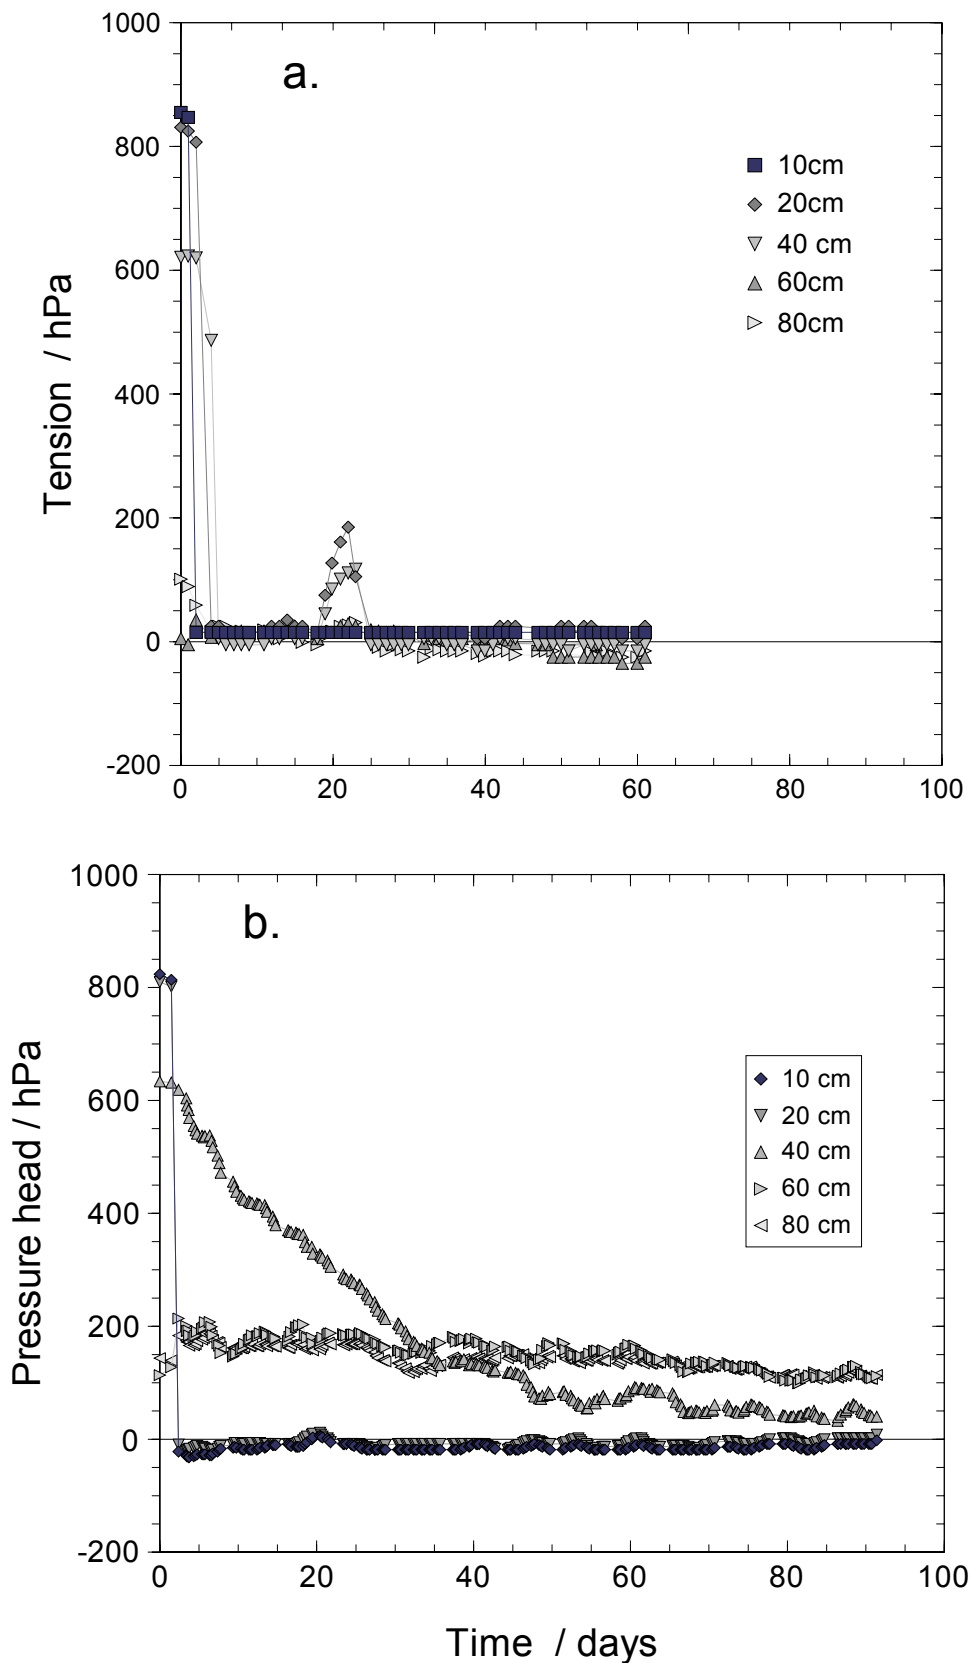 1000
a.
800
10cm
20cm
600
40 cm
60cm
80cm
Tension / hPa
400
200
0
-200
0 20 40 60 80 100
1000
b.
800
10 cm
600
20 cm
40 cm
60 cm
80 cm
Pressure head / hPa
400
200
0
-200
0 20 40 60 80 100
Time / days